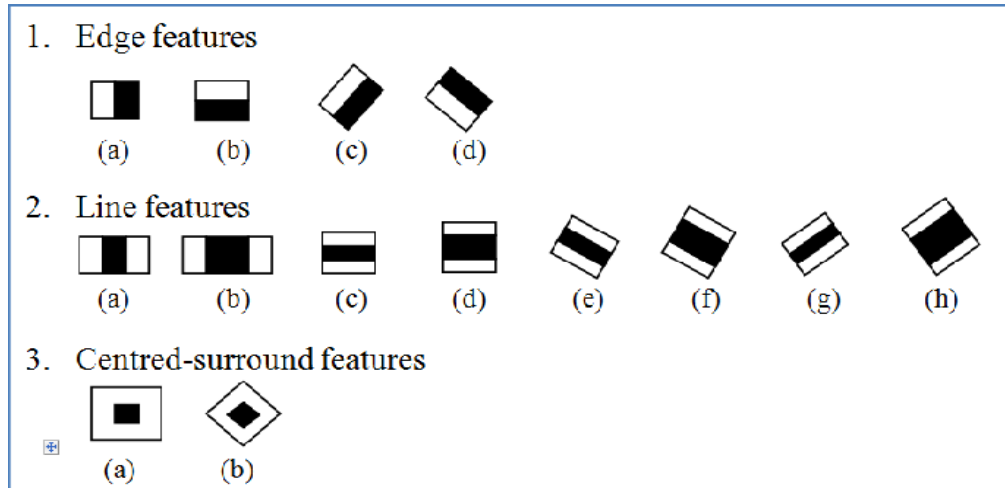 1. Edge features
(a) (b) (c) (d)
2. Line features
(a) (b) (c) (d) (e) (f) (g) (h)
3. Centred-surround features
(a) (b)